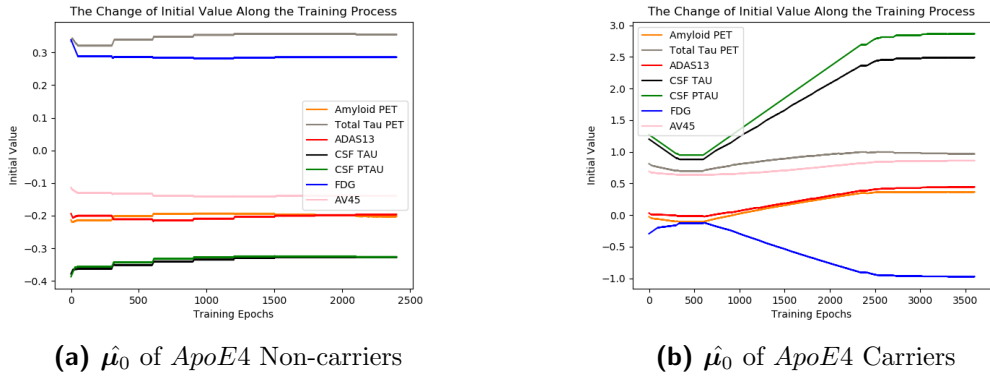 The Change of Initial Value Along the Training Process
0.3
0.2
0.1
0.0
−0.1
−0.2
−0.3
−0.4
Initial Value
Amyloid PET
Total Tau PET
ADAS13
CSF TAU
CSF PTAU
FDG
AV45
0 500 1000 1500 2000 2500
Training Epochs
(a) μ̂₀ of ApoE4 Non-carriers
The Change of Initial Value Along the Training Process
3.0
2.5
2.0
1.5
1.0
0.5
0.0
−0.5
−1.0
Initial Value
Amyloid PET
Total Tau PET
ADAS13
CSF TAU
CSF PTAU
FDG
AV45
0 500 1000 1500 2000 2500 3000 3500
Training Epochs
(b) μ̂₀ of ApoE4 Carriers